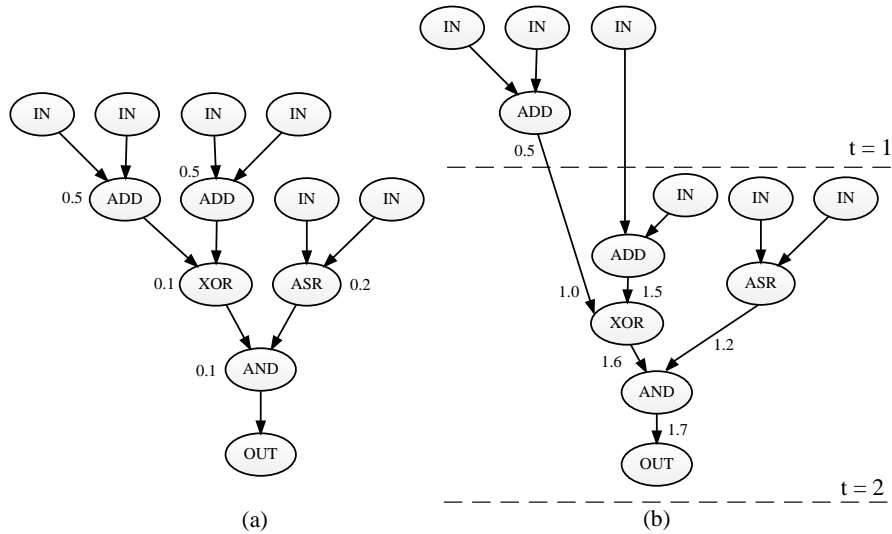 IN IN IN IN
0.5 ADD 0.5 ADD IN IN
0.1 XOR ASR 0.2
0.1 AND
OUT
(a)
IN IN IN
ADD
0.5
t = 1
IN IN IN
ADD
ASR
1.0 1.5
XOR
1.6 1.2
AND
1.7
OUT
t = 2
(b)